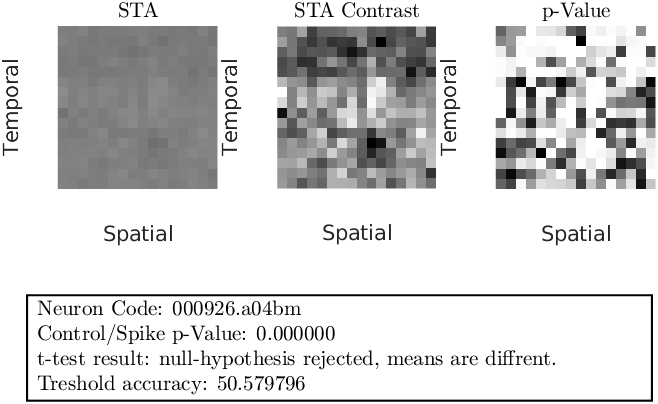 STA
STA Contrast
p-Value
Temporal
Temporal
Temporal
Spatial
Spatial
Spatial
Neuron Code: 000926.a04bm
Control/Spike p-Value: 0.000000
t-test result: null-hypothesis rejected, means are diffrent.
Treshold accuracy: 50.579796